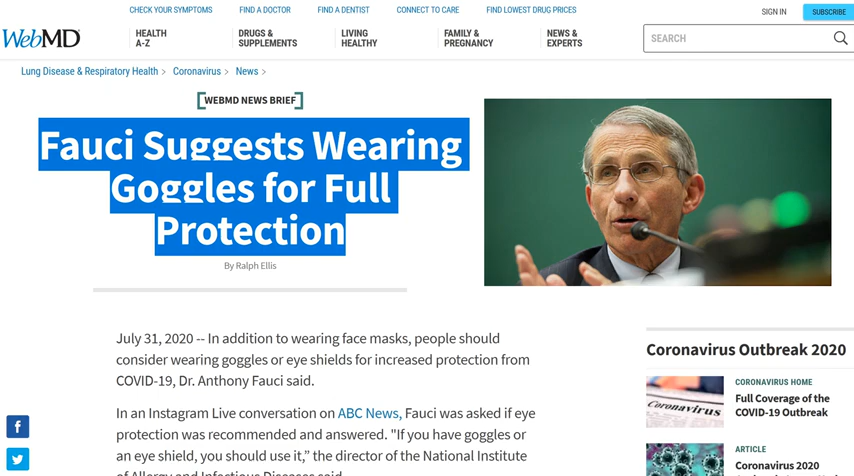 CHECK YOUR SYMPTOMS
FIND A DOCTOR
FIND A DENTIST
CONNECT TO CARE
FIND LOWEST DRUG PRICES
SIGN IN
SUBSCRIBE
WebMD
HEALTH
A-Z
DRUGS &
SUPPLEMENTS
LIVING
HEALTHY
FAMILY &
PREGNANCY
NEWS &
EXPERTS
SEARCH
Lung Disease & Respiratory Health > Coronavirus > News >
WEBMD NEWS BRIEF
Fauci Suggests Wearing
Goggles for Full
Protection
By Ralph Ellis
July 31, 2020 -- In addition to wearing face masks, people should
consider wearing goggles or eye shields for increased protection from
COVID-19, Dr. Anthony Fauci said.
In an Instagram Live conversation on ABC News, Fauci was asked if eye
protection was recommended and answered. "If you have goggles or
an eye shield, you should use it,” the director of the National Institute
of Allergy and Infectious Diseases said.
Coronavirus Outbreak 2020
Coronavirus
CORONAVIRUS HOME
Full Coverage of the
COVID-19 Outbreak
ARTICLE
Coronavirus 2020